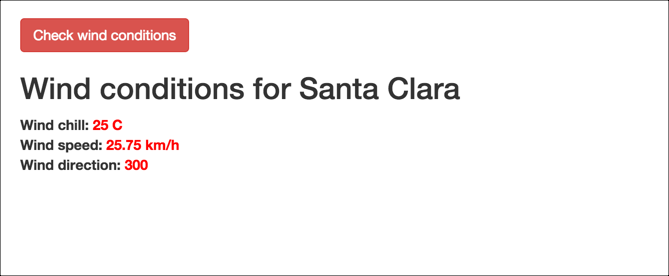 Check wind conditions
Wind conditions for Santa Clara
Wind chill: 25 C
Wind speed: 25.75 km/h
Wind direction: 300